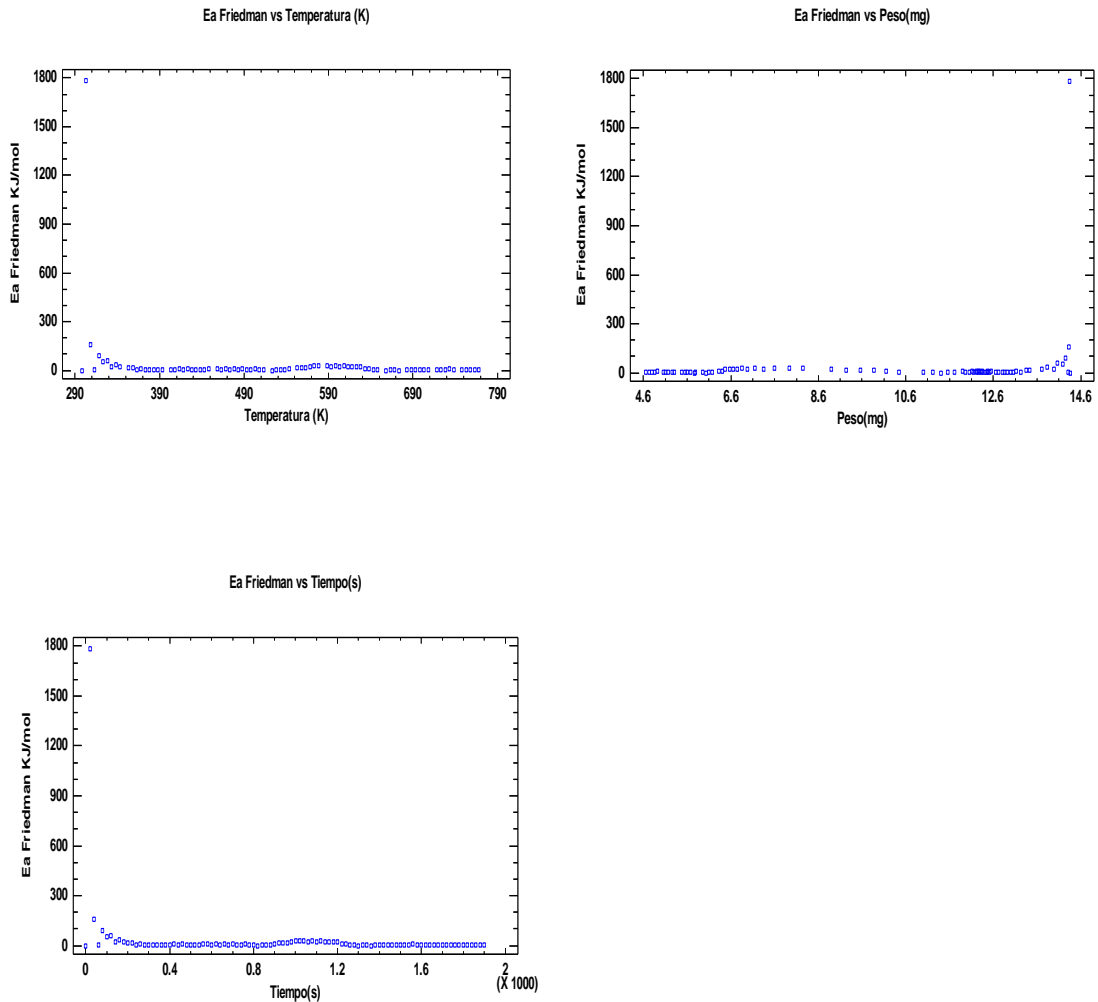 Ea Friedman vs Temperatura (K)
1800
1500
1200
900
600
300
0
Ea Friedman KJ/mol
290 390 490 590 690 790
Temperatura (K)
Ea Friedman vs Peso(mg)
1800
1500
1200
900
600
300
0
Ea Friedman KJ/mol
4.6 6.6 8.6 10.6 12.6 14.6
Peso(mg)
Ea Friedman vs Tiempo(s)
1800
1500
1200
900
600
300
0
Ea Friedman KJ/mol
0 0.4 0.8 1.2 1.6 2
(X 1000)
Tiempo(s)